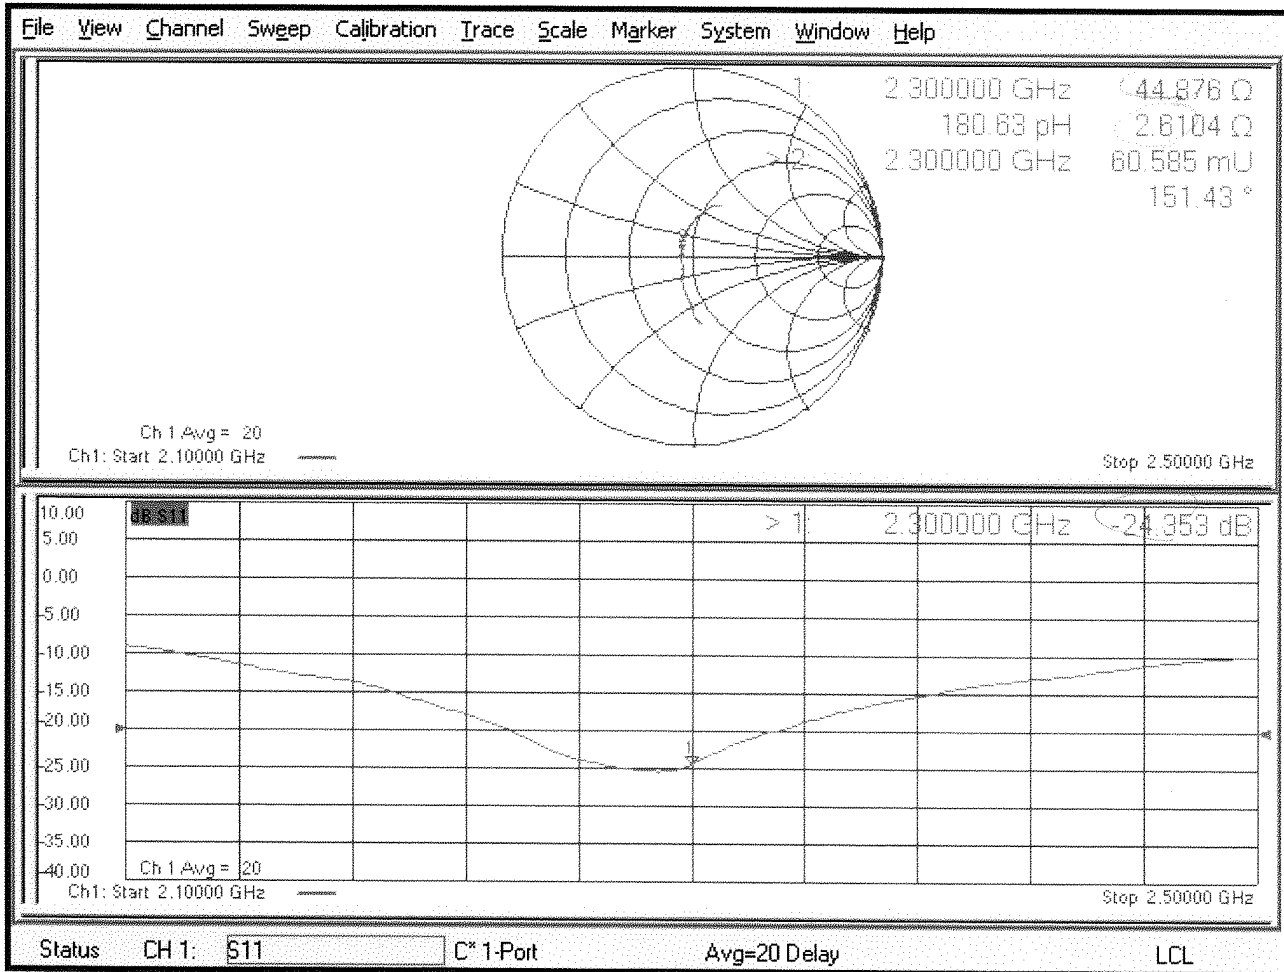 File View Channel Sweep Calibration Trace Scale Marker System Window Help
1: 2.300000 GHz 44.876 Ω
180.63 pH 2.6104 Ω
> 2: 2.300000 GHz 60.585 mU
151.43 °
Ch 1 Avg = 20
Ch1: Start 2.10000 GHz
Stop 2.50000 GHz
10.00
dB S11
> 1: 2.300000 GHz -24.353 dB
5.00
0.00
-5.00
-10.00
-15.00
-20.00
1
-25.00
-30.00
-35.00
-40.00
Ch 1 Avg = 20
Ch1: Start 2.10000 GHz
Stop 2.50000 GHz
Status CH 1: S11 C* 1-Port Avg=20 Delay LCL